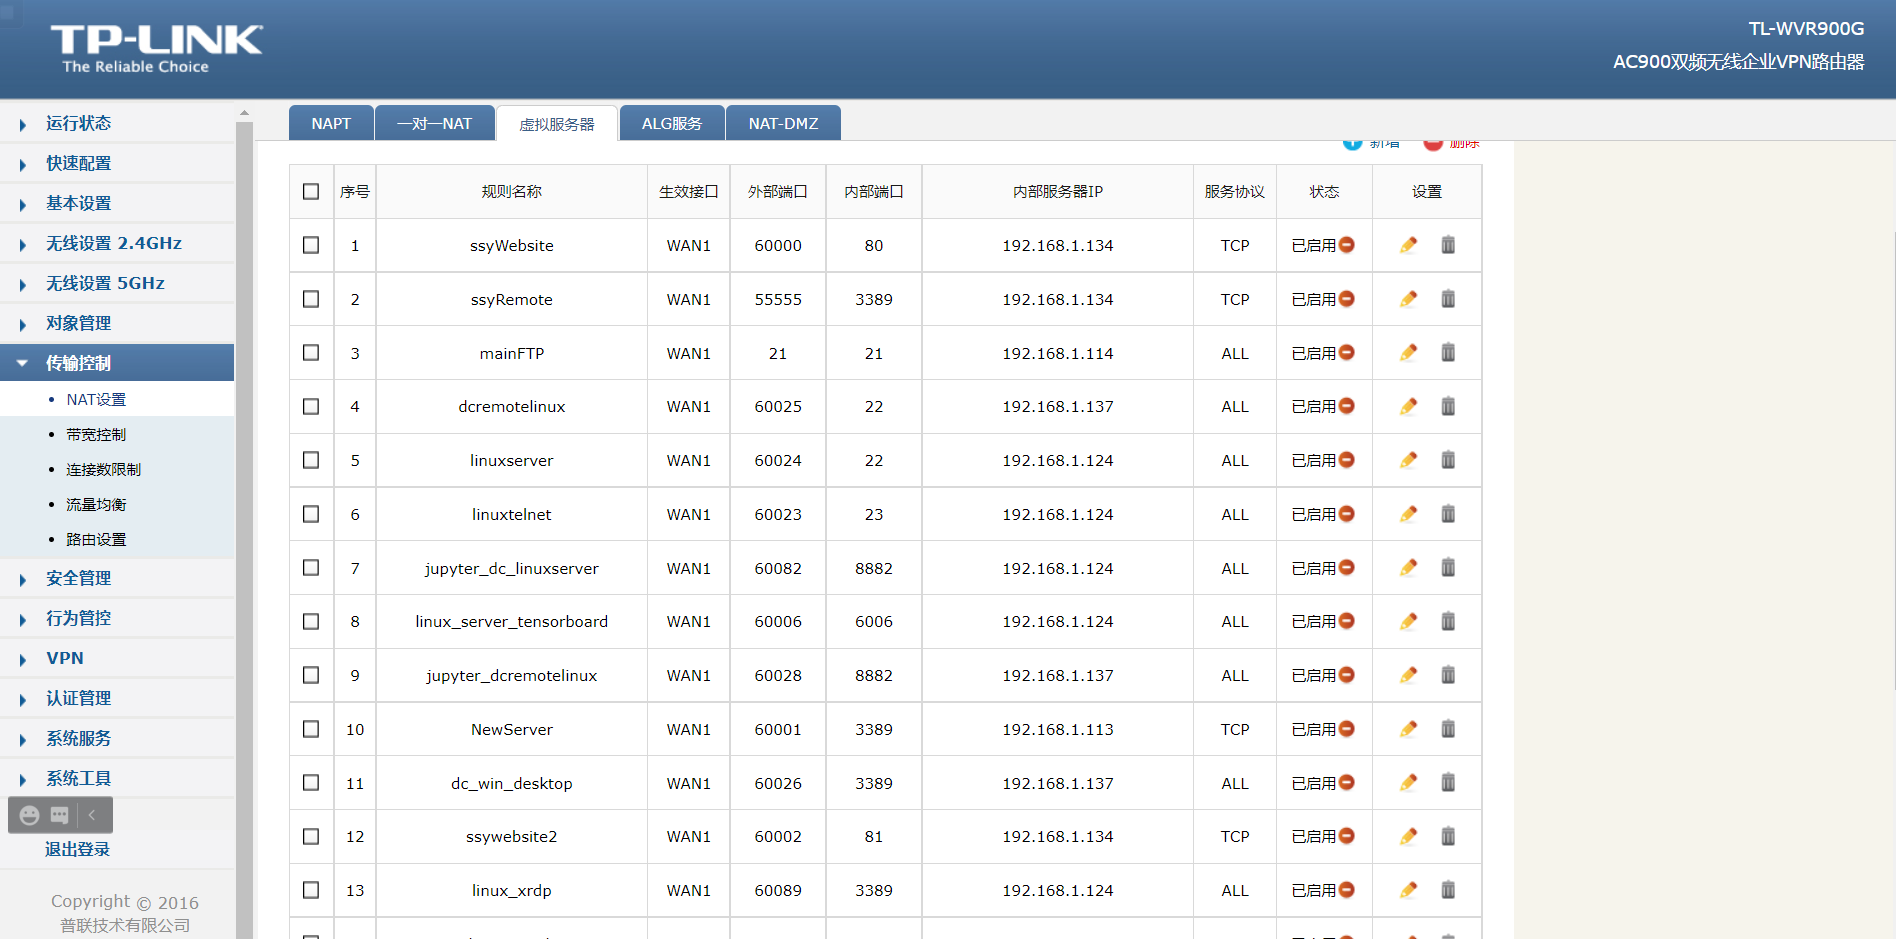 TP-LINK
The Reliable Choice
TL-WVR900G
AC900双频无线企业VPN路由器
运行状态
快速配置
基本设置
无线设置 2.4GHz
无线设置 5GHz
对象管理
传输控制
NAT设置
带宽控制
连接数限制
流量均衡
路由设置
安全管理
行为管控
VPN
认证管理
系统服务
系统工具
退出登录
Copyright © 2016
普联技术有限公司
NAPT 一对一NAT 虚拟服务器 ALG服务 NAT-DMZ
新增 删除
序号 规则名称 生效接口 外部端口 内部端口 内部服务器IP 服务协议 状态 设置
1 ssyWebsite WAN1 60000 80 192.168.1.134 TCP 已启用
2 ssyRemote WAN1 55555 3389 192.168.1.134 TCP 已启用
3 mainFTP WAN1 21 21 192.168.1.114 ALL 已启用
4 dcremotelinux WAN1 60025 22 192.168.1.137 ALL 已启用
5 linuxserver WAN1 60024 22 192.168.1.124 ALL 已启用
6 linuxtelnet WAN1 60023 23 192.168.1.124 ALL 已启用
7 jupyter_dc_linuxserver WAN1 60082 8882 192.168.1.124 ALL 已启用
8 linux_server_tensorboard WAN1 60006 6006 192.168.1.124 ALL 已启用
9 jupyter_dcremotelinux WAN1 60028 8882 192.168.1.137 ALL 已启用
10 NewServer WAN1 60001 3389 192.168.1.113 TCP 已启用
11 dc_win_desktop WAN1 60026 3389 192.168.1.137 ALL 已启用
12 ssywebsite2 WAN1 60002 81 192.168.1.134 TCP 已启用
13 linux_xrdp WAN1 60089 3389 192.168.1.124 ALL 已启用